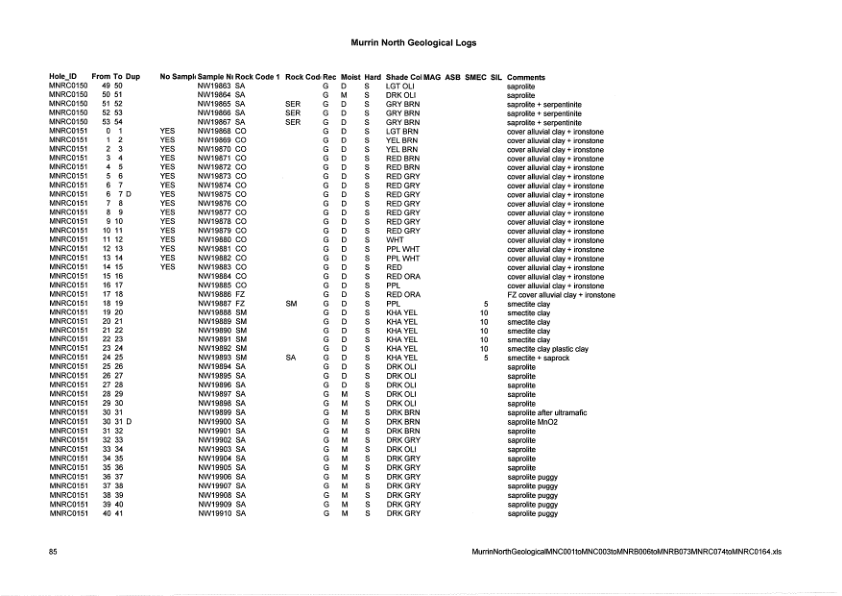 Murrin North Geological Logs
Hole_ID From To Dup No Sampl Sample N Rock Code 1 Rock Cod Rec Moist Hard Shade Col MAG ASB SMEC SIL Comments
MNRC0150 49 50 NW19863 SA G D S LGT OLI saprolite
MNRC0150 50 51 NW19864 SA G M S DRK OLI saprolite
MNRC0150 51 52 NW19865 SA SER G D S GRY BRN saprolite + serpentinite
MNRC0150 52 53 NW19866 SA SER G D S GRY BRN saprolite + serpentinite
MNRC0150 53 54 NW19867 SA SER G D S GRY BRN saprolite + serpentinite
MNRC0151 0 1 YES NW19868 CO G D S LGT BRN cover alluvial clay + ironstone
MNRC0151 1 2 YES NW19869 CO G D S YEL BRN cover alluvial clay + ironstone
MNRC0151 2 3 YES NW19870 CO G D S YEL BRN cover alluvial clay + ironstone
MNRC0151 3 4 YES NW19871 CO G D S RED BRN cover alluvial clay + ironstone
MNRC0151 4 5 YES NW19872 CO G D S RED BRN cover alluvial clay + ironstone
MNRC0151 5 6 YES NW19873 CO G D S RED GRY cover alluvial clay + ironstone
MNRC0151 6 7 YES NW19874 CO G D S RED GRY cover alluvial clay + ironstone
MNRC0151 6 7 D YES NW19875 CO G D S RED GRY cover alluvial clay + ironstone
MNRC0151 7 8 YES NW19876 CO G D S RED GRY cover alluvial clay + ironstone
MNRC0151 8 9 YES NW19877 CO G D S RED GRY cover alluvial clay + ironstone
MNRC0151 9 10 YES NW19878 CO G D S RED GRY cover alluvial clay + ironstone
MNRC0151 10 11 YES NW19879 CO G D S RED GRY cover alluvial clay + ironstone
MNRC0151 11 12 YES NW19880 CO G D S WHT cover alluvial clay + ironstone
MNRC0151 12 13 YES NW19881 CO G D S PPL WHT cover alluvial clay + ironstone
MNRC0151 13 14 YES NW19882 CO G D S PPL WHT cover alluvial clay + ironstone
MNRC0151 14 15 YES NW19883 CO G D S RED cover alluvial clay + ironstone
MNRC0151 15 16 NW19884 CO G D S RED ORA cover alluvial clay + ironstone
MNRC0151 16 17 NW19885 CO G D S PPL cover alluvial clay + ironstone
MNRC0151 17 18 NW19886 FZ G D S RED ORA FZ cover alluvial clay + ironstone
MNRC0151 18 19 NW19887 FZ SM G D S PPL 5 smectite clay
MNRC0151 19 20 NW19888 SM G D S KHA YEL 10 smectite clay
MNRC0151 20 21 NW19889 SM G D S KHA YEL 10 smectite clay
MNRC0151 21 22 NW19890 SM G D S KHA YEL 10 smectite clay
MNRC0151 22 23 NW19891 SM G D S KHA YEL 10 smectite clay
MNRC0151 23 24 NW19892 SM G D S KHA YEL 10 smectite clay plastic clay
MNRC0151 24 25 NW19893 SM SA G D S KHA YEL 5 smectite + saprock
MNRC0151 25 26 NW19894 SA G D S DRK OLI saprolite
MNRC0151 26 27 NW19895 SA G D S DRK OLI saprolite
MNRC0151 27 28 NW19896 SA G D S DRK OLI saprolite
MNRC0151 28 29 NW19897 SA G M S DRK OLI saprolite
MNRC0151 29 30 NW19898 SA G M S DRK OLI saprolite
MNRC0151 30 31 NW19899 SA G M S DRK BRN saprolite after ultramafic
MNRC0151 30 31 D NW19900 SA G M S DRK BRN saprolite MnO2
MNRC0151 31 32 NW19901 SA G M S DRK BRN saprolite
MNRC0151 32 33 NW19902 SA G M S DRK GRY saprolite
MNRC0151 33 34 NW19903 SA G M S DRK OLI saprolite
MNRC0151 34 35 NW19904 SA G M S DRK GRY saprolite
MNRC0151 35 36 NW19905 SA G M S DRK GRY saprolite
MNRC0151 36 37 NW19906 SA G M S DRK GRY saprolite puggy
MNRC0151 37 38 NW19907 SA G M S DRK GRY saprolite puggy
MNRC0151 38 39 NW19908 SA G M S DRK GRY saprolite puggy
MNRC0151 39 40 NW19909 SA G M S DRK GRY saprolite puggy
MNRC0151 40 41 NW19910 SA G M S DRK GRY saprolite puggy
85 MurrinNorthGeologicalMNC001toMNC003toMNRB006toMNRB073MNRC074toMNRC0164.xls